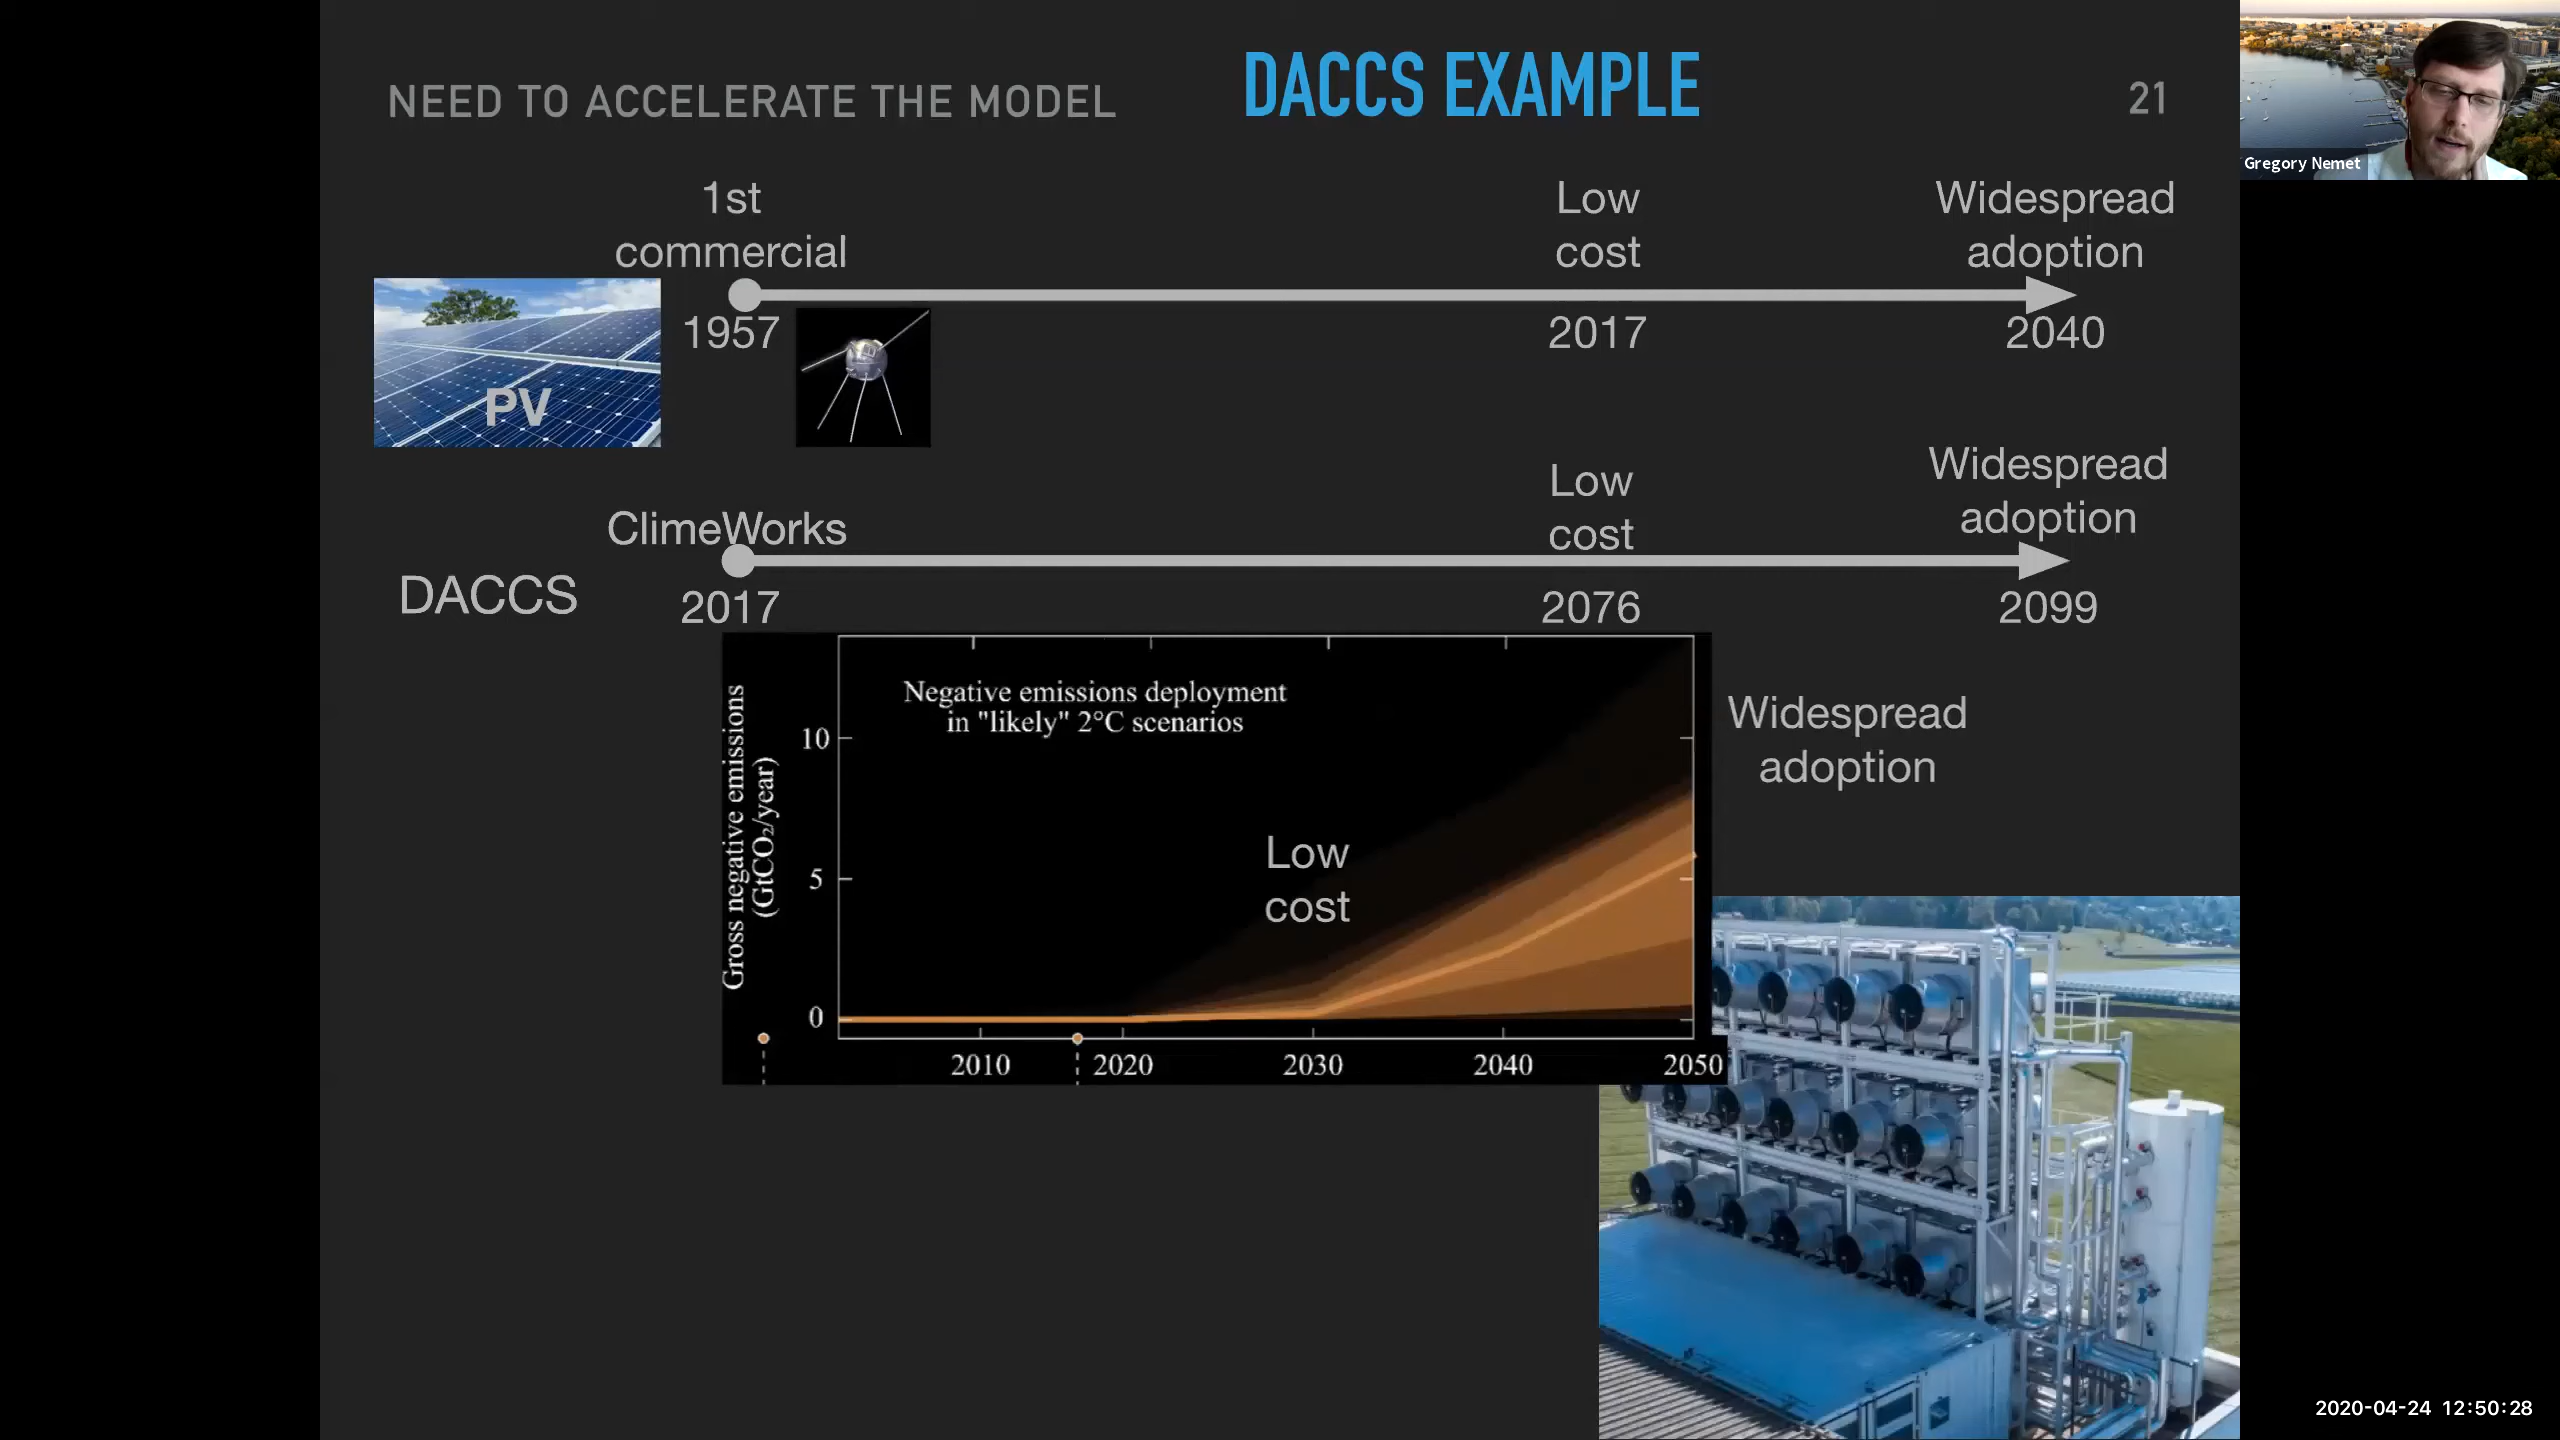 NEED TO ACCELERATE THE MODEL
DACCS EXAMPLE
21
Gregory Nemet
1st
commercial
Low
cost
Widespread
adoption
1957
2017
2040
PV
ClimeWorks
Low
cost
Widespread
adoption
DACCS
2017
2076
2099
Negative emissions deployment
in "likely" 2°C scenarios
Gross negative emissions
(GtCO₂/year)
10
5
0
Low
cost
2010
2020
2030
2040
2050
Widespread
adoption
2020-04-24 12:50:28